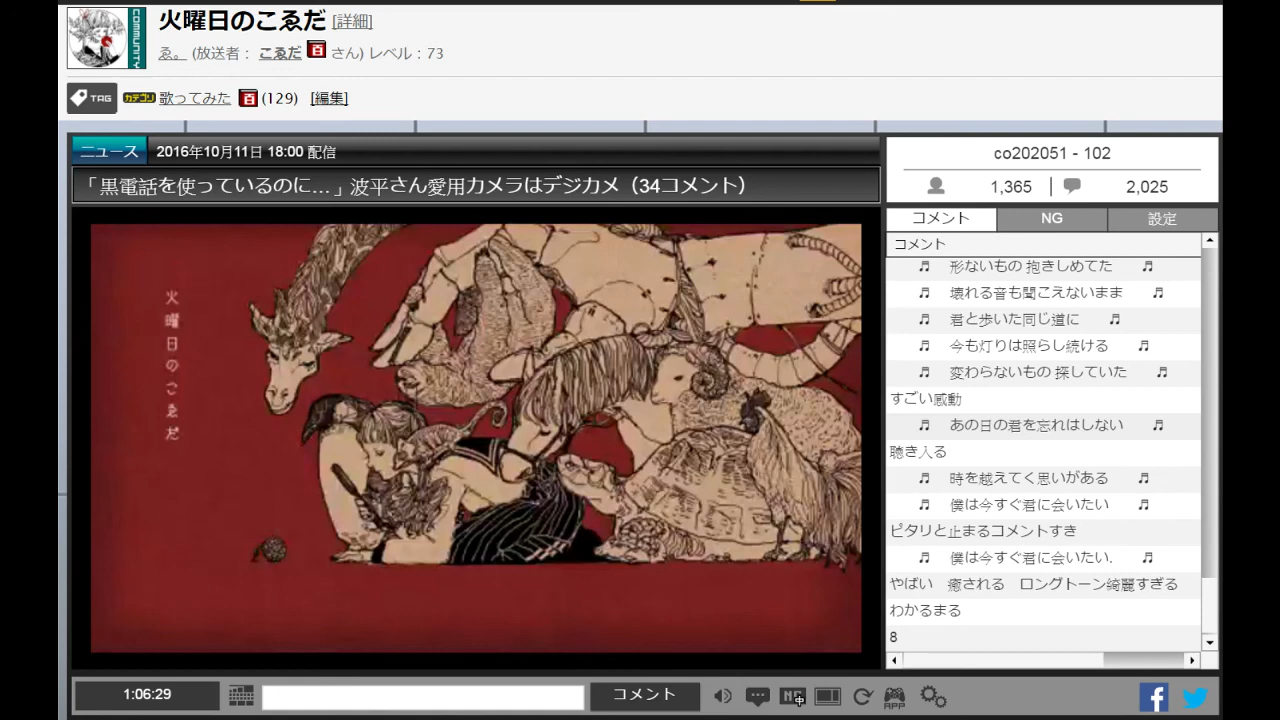 COMMUNITY
火曜日のこゑだ [詳細]
ゑ。 (放送者： こゑだ 百 さん) レベル：73
TAG カテゴリ 歌ってみた 百 (129) [編集]
ニュース 2016年10月11日 18:00 配信
「黒電話を使っているのに…」波平さん愛用カメラはデジカメ（34コメント）
火曜日のこゑだ
co202051 - 102
1,365 | 2,025
コメント NG 設定
コメント
♬ 形ないもの 抱きしめてた ♬
♬ 壊れる音も聞こえないまま ♬
♬ 君と歩いた同じ道に ♬
♬ 今も灯りは照らし続ける ♬
♬ 変わらないもの 探していた ♬
すごい感動
♬ あの日の君を忘れはしない ♬
聴き入る
♬ 時を越えてく思いがある ♬
♬ 僕は今すぐ君に会いたい ♬
ピタリと止まるコメントすき
♬ 僕は今すぐ君に会いたい. ♬
やばい 癒される ロングトーン綺麗すぎる
わかるまる
8
1:06:29 コメント NG中 APP